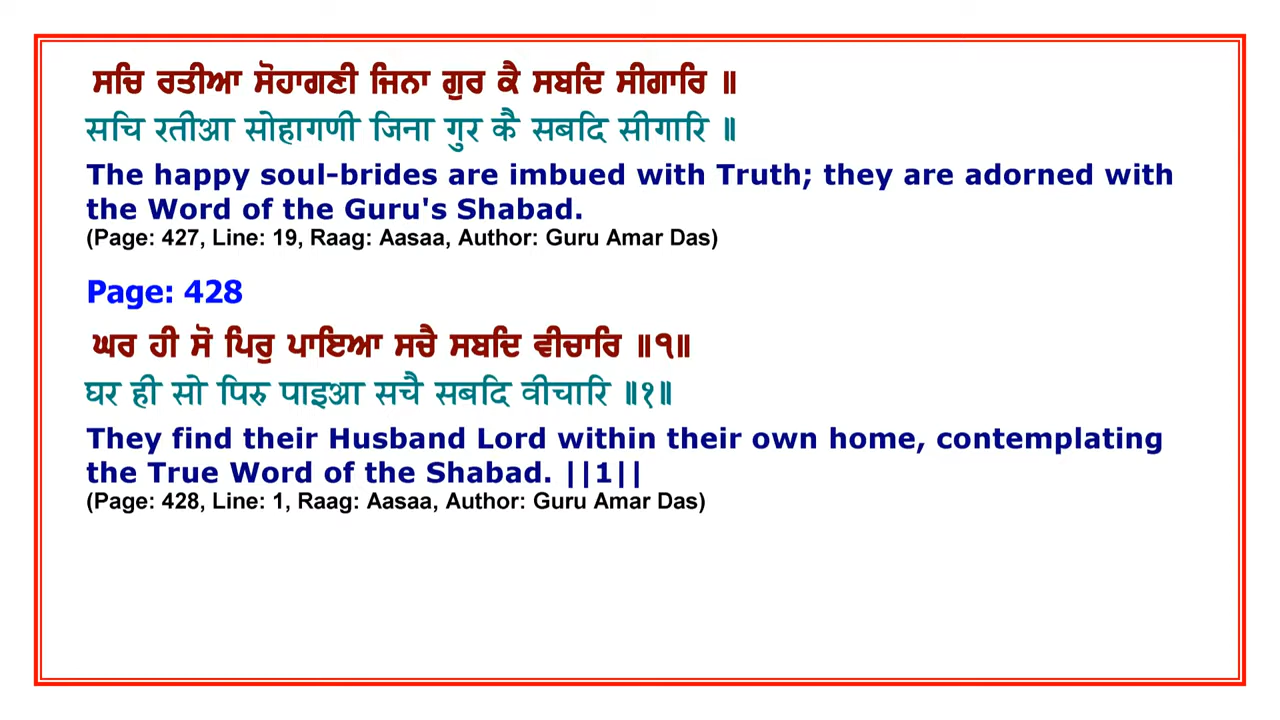 ਸਚਿ ਰਤੀਆ ਸੋਹਾਗਣੀ ਜਿਨਾ ਗੁਰ ਕੈ ਸਬਦਿ ਸੀਗਾਰਿ ॥
सचि रतीआ सोहागणी जिना गुर कै सबदि सीगारि ॥
The happy soul-brides are imbued with Truth; they are adorned with
the Word of the Guru's Shabad.
(Page: 427, Line: 19, Raag: Aasaa, Author: Guru Amar Das)
Page: 428
ਘਰ ਹੀ ਸੋ ਪਿਰੁ ਪਾਇਆ ਸਚੈ ਸਬਦਿ ਵੀਚਾਰਿ ॥੧॥
घर ही सो पिरु पाइआ सचै सबदि वीचारि ॥१॥
They find their Husband Lord within their own home, contemplating
the True Word of the Shabad. ||1||
(Page: 428, Line: 1, Raag: Aasaa, Author: Guru Amar Das)